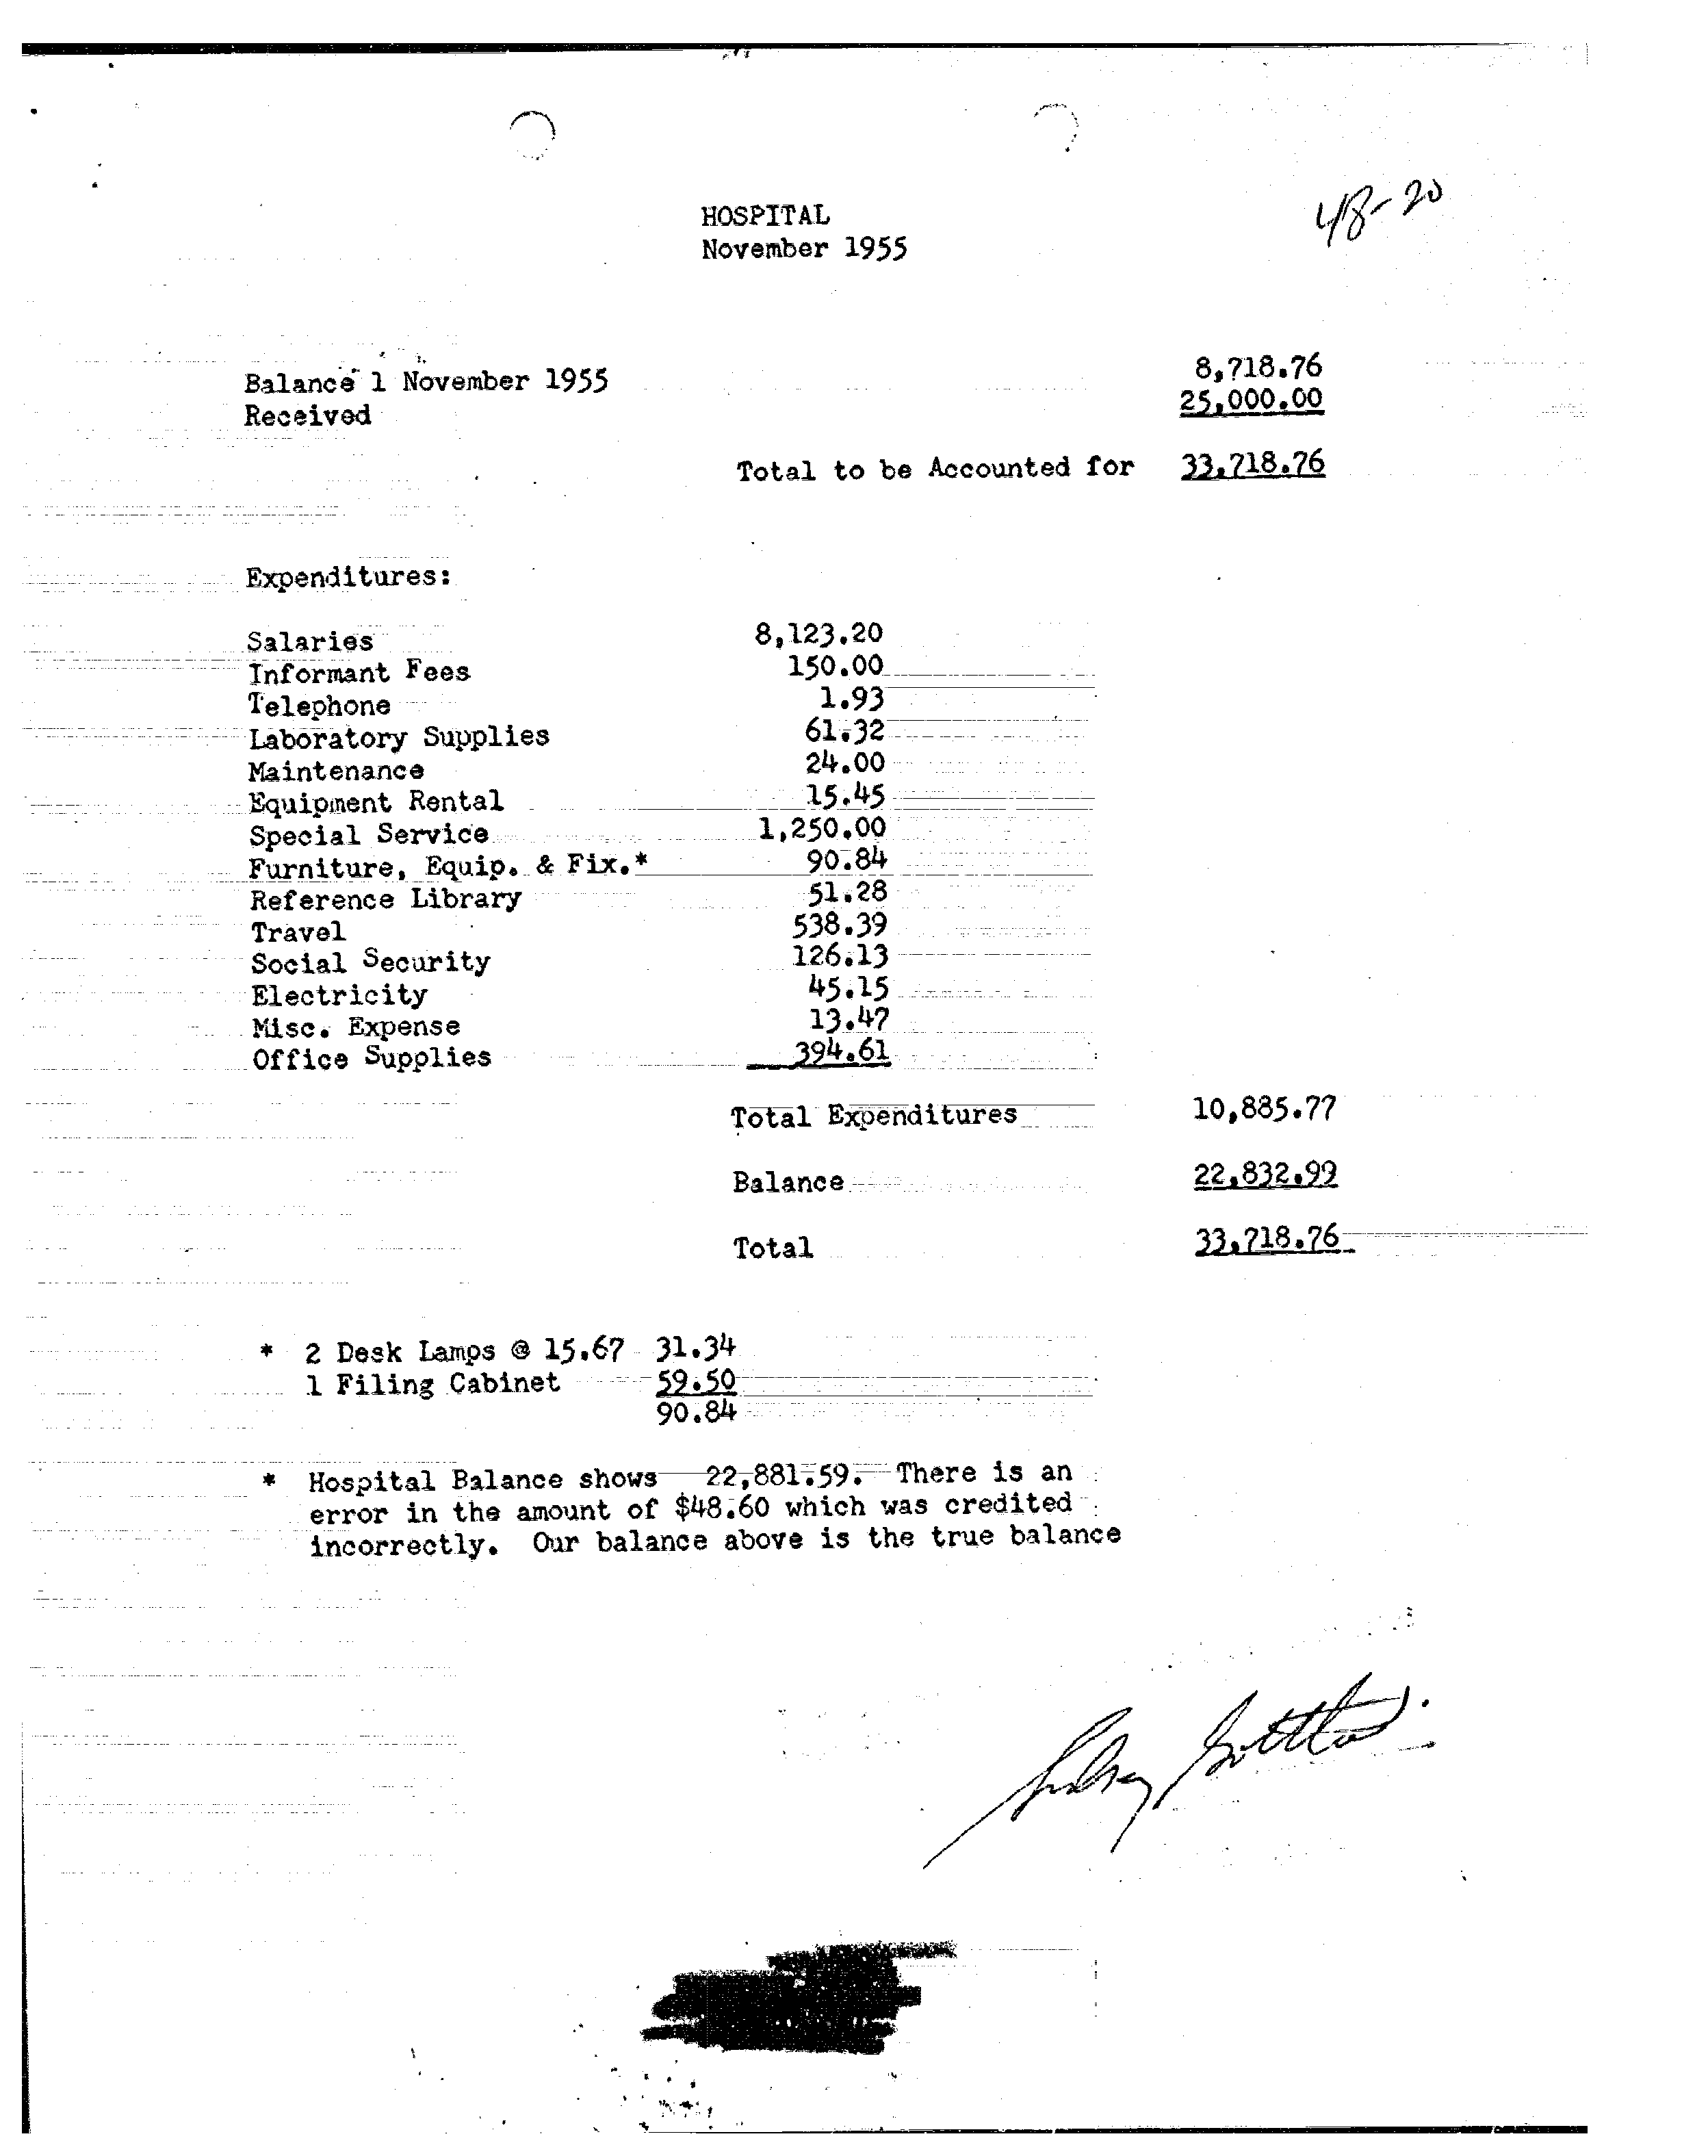 48-20
HOSPITAL
November 1955
Balance 1 November 1955 8,718.76
Received 25,000.00
Total to be Accounted for 33,718.76
Expenditures:
Salaries 8,123.20
Informant Fees 150.00
Telephone 1.93
Laboratory Supplies 61.32
Maintenance 24.00
Equipment Rental 15.45
Special Service 1,250.00
Furniture, Equip. & Fix.* 90.84
Reference Library 51.28
Travel 538.39
Social Security 126.13
Electricity 45.15
Misc. Expense 13.47
Office Supplies 394.61
Total Expenditures 10,885.77
Balance 22,832.99
Total 33,718.76
* 2 Desk Lamps @ 15.67 31.34
1 Filing Cabinet 59.50
90.84
* Hospital Balance shows 22,881.59. There is an
error in the amount of $48.60 which was credited
incorrectly. Our balance above is the true balance